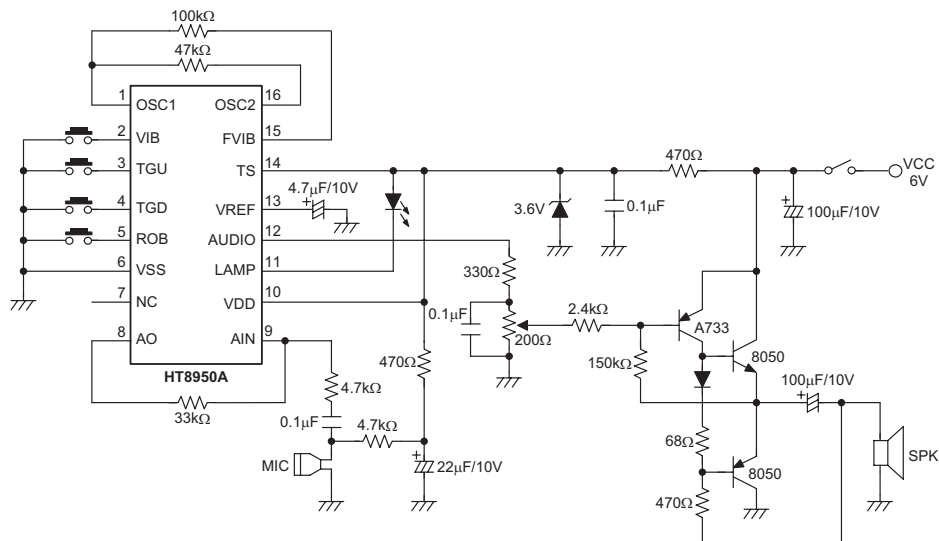 100kΩ
47kΩ
1 OSC1 OSC2 16
2 VIB FVIB 15
3 TGU TS 14
4 TGD VREF 13
5 ROB AUDIO 12
6 VSS LAMP 11
7 NC VDD 10
8 AO AIN 9
HT8950A
33kΩ
4.7μF/10V
+
470Ω
VCC
6V
3.6V
0.1μF
+
100μF/10V
330Ω
0.1μF
200Ω
2.4kΩ
A733
150kΩ
8050
470Ω
4.7kΩ
0.1μF
4.7kΩ
MIC
+
22μF/10V
100μF/10V
+
68Ω
8050
470Ω
SPK